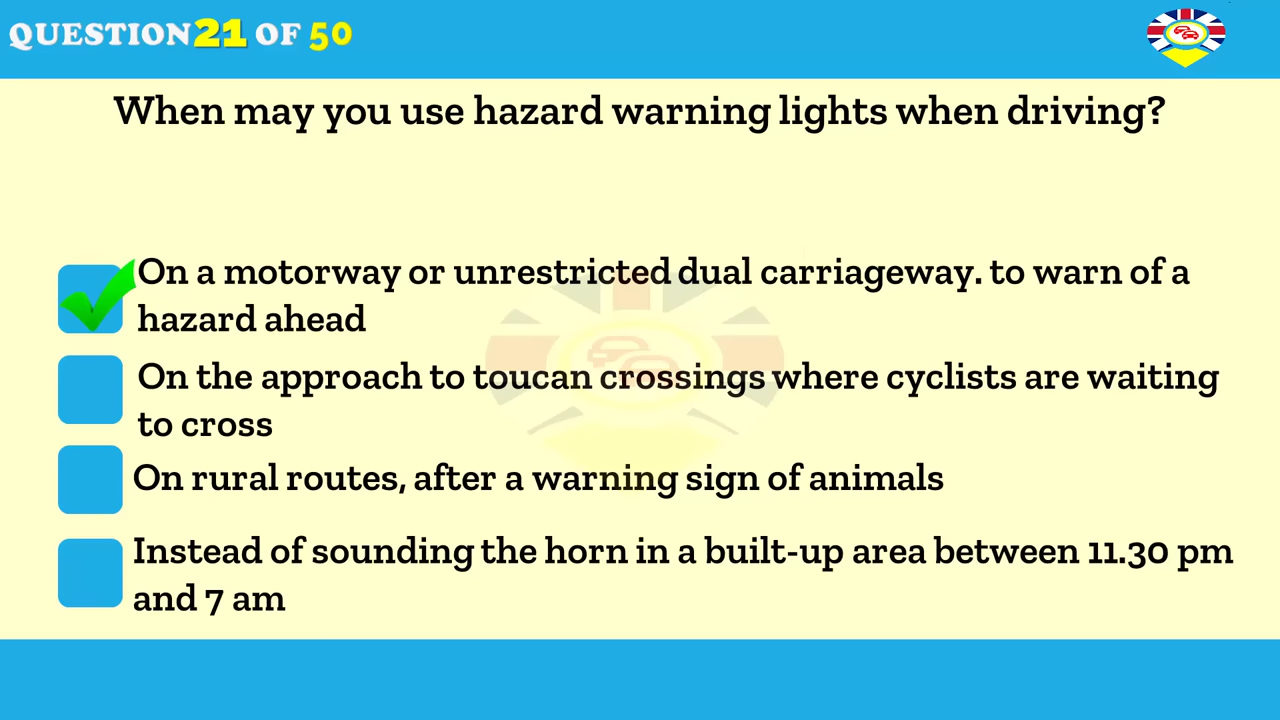 QUESTION 21 OF 50
When may you use hazard warning lights when driving?
On a motorway or unrestricted dual carriageway. to warn of a
hazard ahead
On the approach to toucan crossings where cyclists are waiting
to cross
On rural routes, after a warning sign of animals
Instead of sounding the horn in a built-up area between 11.30 pm
and 7 am